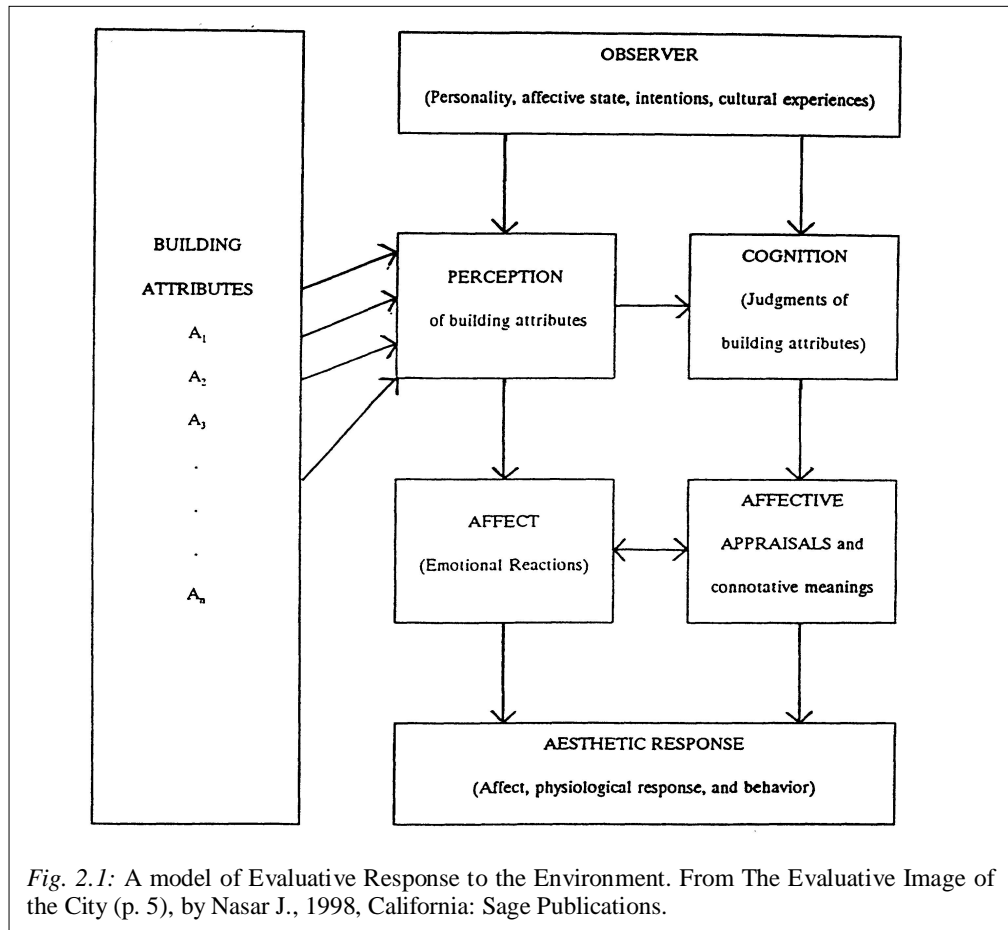 OBSERVER
(Personality, affective state, intentions, cultural experiences)
BUILDING
ATTRIBUTES
A1
A2
A3
.
.
.
An
PERCEPTION
of building attributes
COGNITION
(Judgments of
building attributes)
AFFECT
(Emotional Reactions)
AFFECTIVE
APPRAISALS and
connotative meanings
AESTHETIC RESPONSE
(Affect, physiological response, and behavior)
Fig. 2.1: A model of Evaluative Response to the Environment. From The Evaluative Image of
the City (p. 5), by Nasar J., 1998, California: Sage Publications.